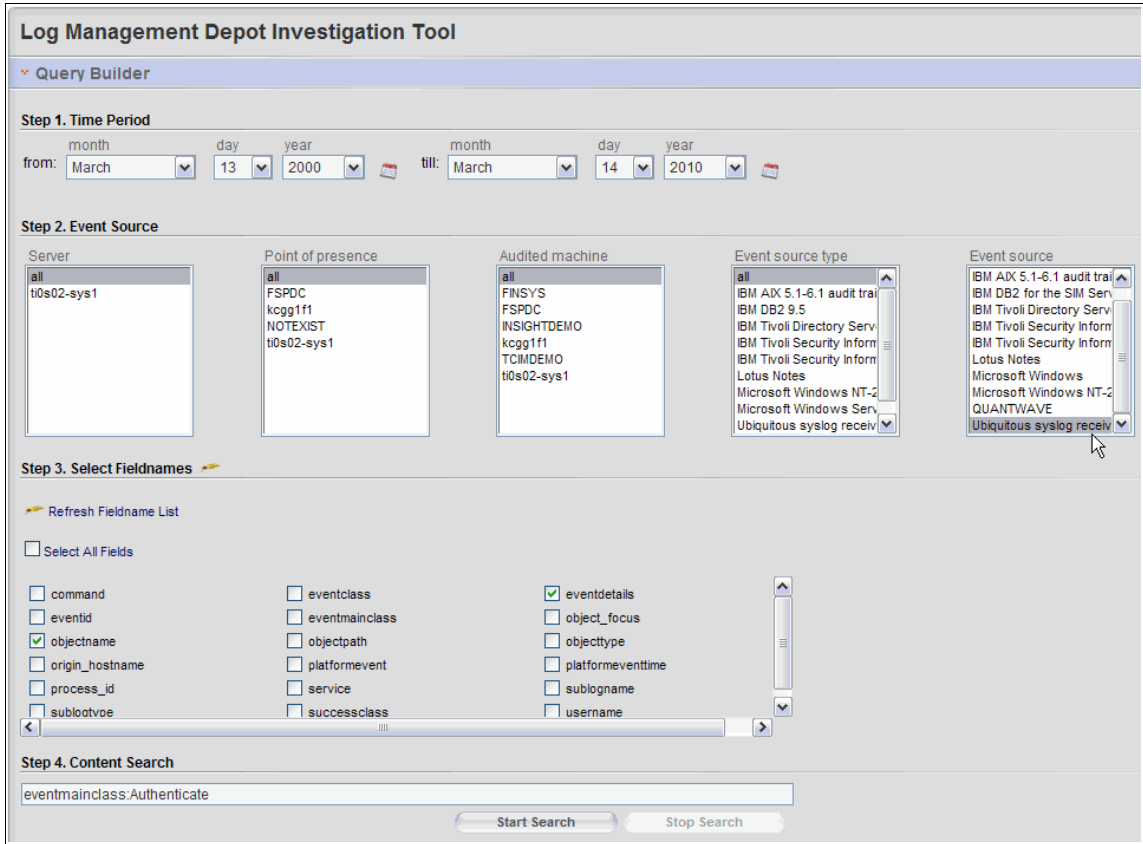 Log Management Depot Investigation Tool
Query Builder
Step 1. Time Period
month day year month day year
from: March 13 2000 till: March 14 2010
Step 2. Event Source
Server
all
ti0s02-sys1
Point of presence
all
FSPDC
kcgg1f1
NOTEXIST
ti0s02-sys1
Audited machine
all
FINSYS
FSPDC
INSIGHTDEMO
kcgg1f1
TCIMDEMO
ti0s02-sys1
Event source type
all
IBM AIX 5.1-6.1 audit trai
IBM DB2 9.5
IBM Tivoli Directory Serv
IBM Tivoli Security Inform
IBM Tivoli Security Inform
Lotus Notes
Microsoft Windows NT-2
Microsoft Windows Serv
Ubiquitous syslog receiv
Event source
IBM AIX 5.1-6.1 audit trai
IBM DB2 for the SIM Serv
IBM Tivoli Directory Serv
IBM Tivoli Security Inform
IBM Tivoli Security Inform
Lotus Notes
Microsoft Windows
Microsoft Windows NT-2
QUANTWAVE
Ubiquitous syslog receiv
Step 3. Select Fieldnames
Refresh Fieldname List
Select All Fields
command eventclass eventdetails
eventid eventmainclass object_focus
objectname objectpath objecttype
origin_hostname platformevent platformeventtime
process_id service sublogname
sublogtype successclass username
Step 4. Content Search
eventmainclass:Authenticate
Start Search Stop Search